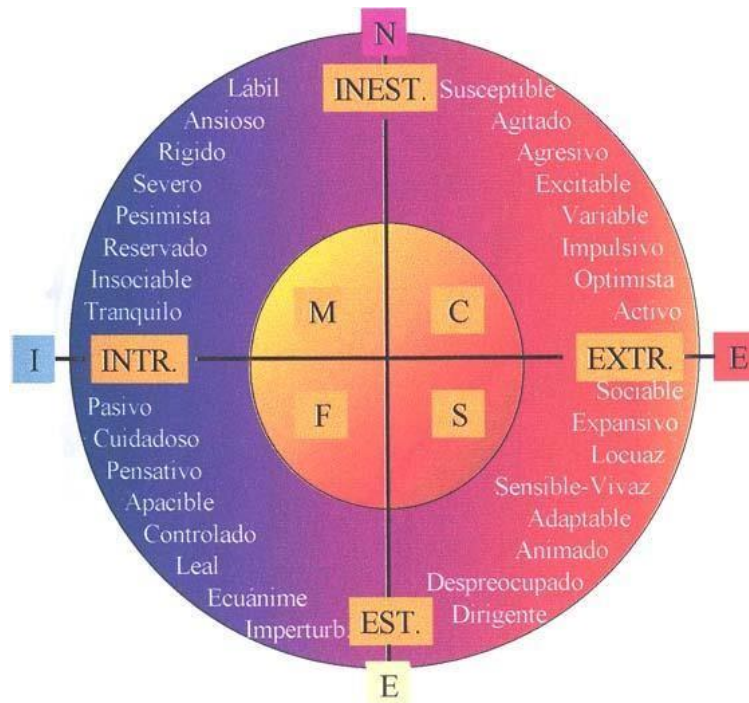 N
INEST.
Lábil
Ansioso
Rígido
Severo
Pesimista
Reservado
Insociable
Tranquilo
Susceptible
Agitado
Agresivo
Excitable
Variable
Impulsivo
Optimista
Activo
M
C
I
INTR.
EXTR.
E
F
S
Pasivo
Cuidadoso
Pensativo
Apacible
Controlado
Leal
Ecuánime
Imperturb.
Sociable
Expansivo
Locuaz
Sensible-Vivaz
Adaptable
Animado
Despreocupado
Dirigente
EST.
E